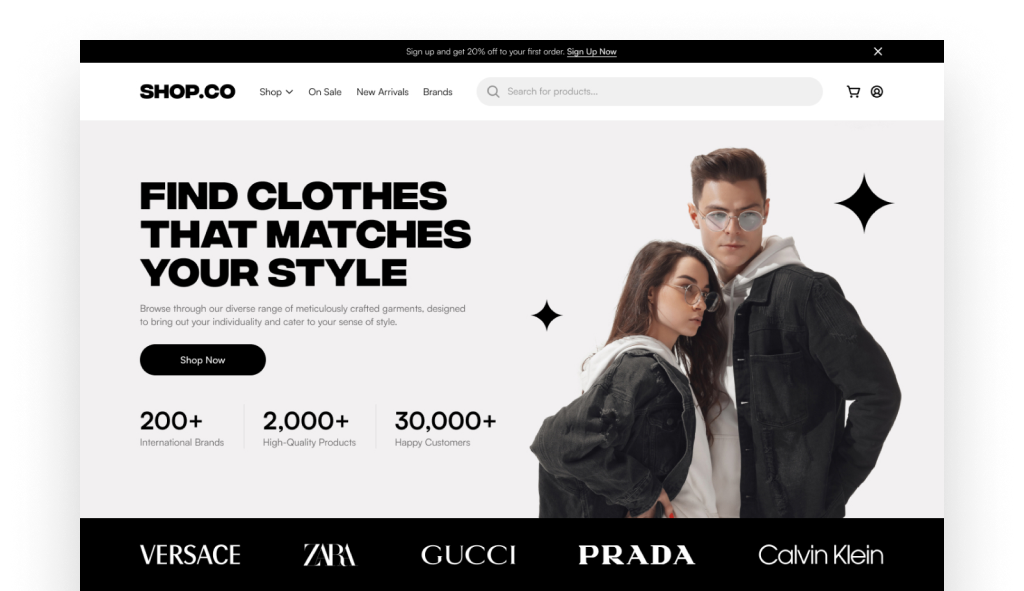 Sign up and get 20% off to your first order. Sign Up Now
SHOP.CO
Shop
On Sale
New Arrivals
Brands
Search for products...
FIND CLOTHES
THAT MATCHES
YOUR STYLE
Browse through our diverse range of meticulously crafted garments, designed
to bring out your individuality and cater to your sense of style.
Shop Now
200+
International Brands
2,000+
High-Quality Products
30,000+
Happy Customers
VERSACE
ZARA
GUCCI
PRADA
Calvin Klein